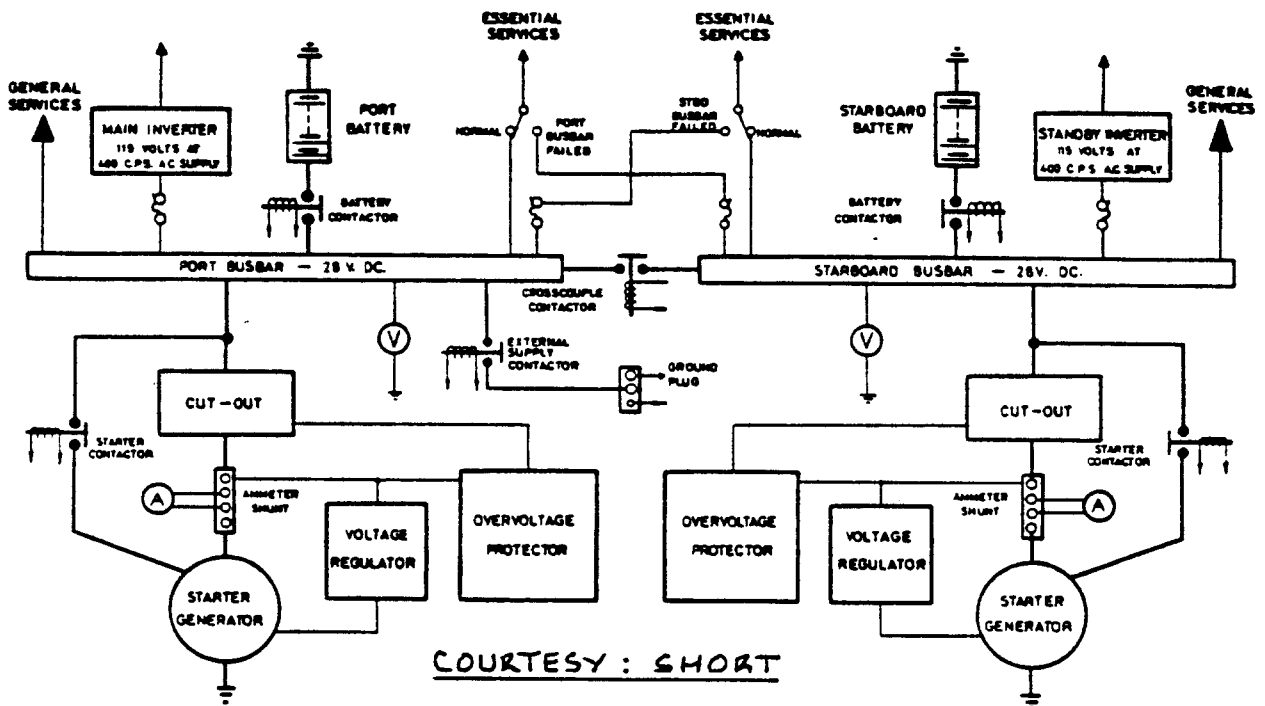 ESSENTIAL
SERVICES
ESSENTIAL
SERVICES
GENERAL
SERVICES
MAIN INVERTER
115 VOLTS AT
400 C.P.S. AC SUPPLY
PORT
BATTERY
NORMAL
PORT
BUSBAR
FAILED
STBD
BUSBAR
FAILED
NORMAL
STARBOARD
BATTERY
STANDBY INVERTER
115 VOLTS AT
400 C.P.S. A.C. SUPPLY
GENERAL
SERVICES
BATTERY
CONTACTOR
BATTERY
CONTACTOR
PORT BUSBAR — 28 V. DC.
STARBOARD BUSBAR — 28V. DC.
CROSSCOUPLE
CONTACTOR
V
EXTERNAL
SUPPLY
CONTACTOR
GROUND
PLUG
V
CUT-OUT
CUT-OUT
STARTER
CONTACTOR
STARTER
CONTACTOR
A
AMMETER
SHUNT
VOLTAGE
REGULATOR
OVERVOLTAGE
PROTECTOR
OVERVOLTAGE
PROTECTOR
VOLTAGE
REGULATOR
AMMETER
SHUNT
A
STARTER
GENERATOR
STARTER
GENERATOR
COURTESY : SHORT